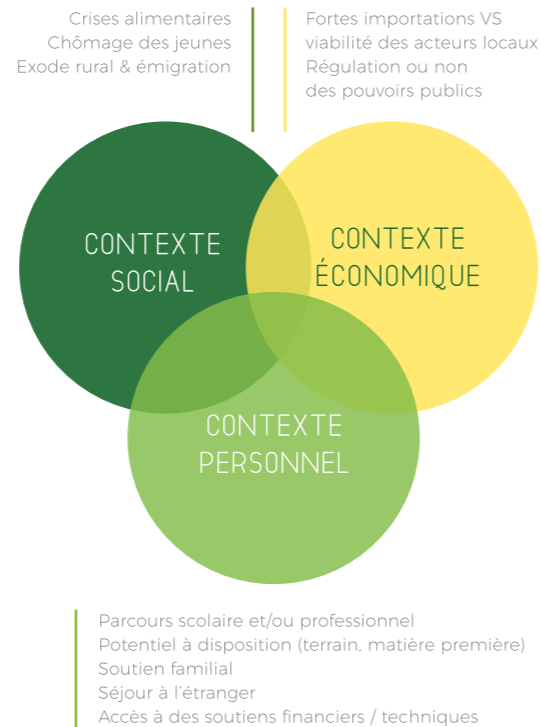 Crises alimentaires
Chômage des jeunes
Exode rural & émigration
Fortes importations VS
viabilité des acteurs locaux
Régulation ou non
des pouvoirs publics
CONTEXTE
SOCIAL
CONTEXTE
ÉCONOMIQUE
CONTEXTE
PERSONNEL
Parcours scolaire et/ou professionnel
Potentiel à disposition (terrain, matière première)
Soutien familial
Séjour à l'étranger
Accès à des soutiens financiers / techniques